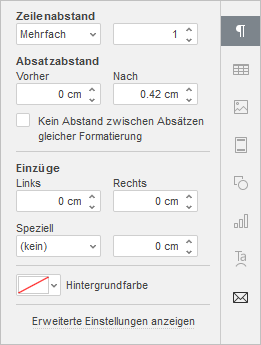 Zeilenabstand
Mehrfach 1
Absatzabstand
Vorher Nach
0 cm 0.42 cm
Kein Abstand zwischen Absätzen
gleicher Formatierung
Einzüge
Links Rechts
0 cm 0 cm
Speziell
(kein) 0 cm
Hintergrundfarbe
Erweiterte Einstellungen anzeigen
Ta